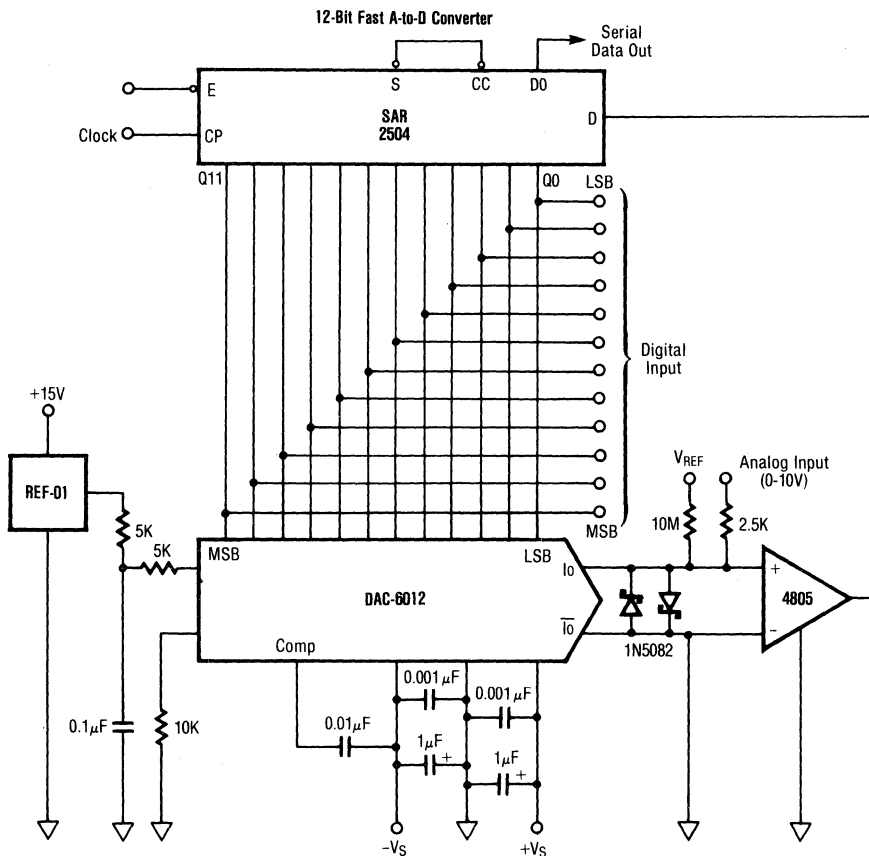 12-Bit Fast A-to-D Converter
Serial
Data Out
S
CC
D0
E
SAR
2504
D
Clock
CP
Q11
Q0
LSB
Digital
Input
+15V
REF-01
5K
5K
MSB
VREF
Analog Input
(0-10V)
10M
2.5K
MSB
LSB
Io
DAC-6012
Io
+
-
4805
1N5082
Comp
0.001μF
0.001μF
0.01μF
0.1μF
10K
1μF
+
1μF
+
-VS
+VS